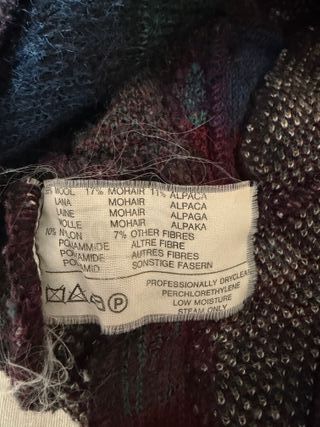 WOOL 17% MOHAIR 11% ALPACA
LANA MOHAIR ALPACA
LAINE MOHAIR ALPAGA
WOLLE MOHAIR ALPAKA
10% NYLON 7% OTHER FIBRES
POLIAMMIDE ALTRE FIBRE
POLYAMIDE AUTRES FIBRES
POLYAMID SONSTIGE FASERN
P
PROFESSIONALLY DRYCLEAN
PERCHLORETHYLENE
LOW MOISTURE
STEAM ONLY